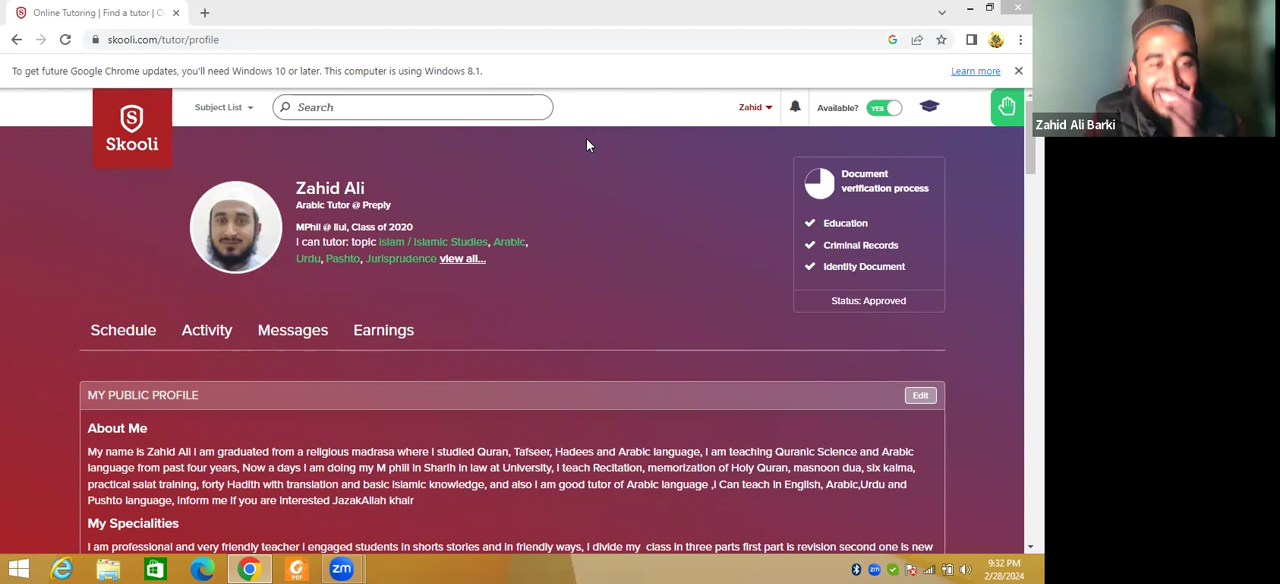 Online Tutoring | Find a tutor | O
skooli.com/tutor/profile
To get future Google Chrome updates, you'll need Windows 10 or later. This computer is using Windows 8.1.
Learn more
Zahid Ali Barki
S
Skooli
Subject List
Search
Zahid
Available?
YES
Zahid Ali
Arabic Tutor @ Preply
MPhil @ Iiui, Class of 2020
I can tutor: topic Islam / Islamic Studies, Arabic,
Urdu, Pashto, Jurisprudence view all...
Document
verification process
Education
Criminal Records
Identity Document
Status: Approved
Schedule
Activity
Messages
Earnings
MY PUBLIC PROFILE
Edit
About Me
My name is Zahid Ali I am graduated from a religious madrasa where I studied Quran, Tafseer, Hadees and Arabic language, I am teaching Quranic Science and Arabic
language from past four years, Now a days I am doing my M phill in Sharih in law at University, I teach Recitation, memorization of Holy Quran, masnoon dua, six kalma,
practical salat training, forty Hadith with translation and basic islamic knowledge, and also I am good tutor of Arabic language ,I Can teach in English, Arabic,Urdu and
Pushto language, inform me if you are interested JazakAllah khair
My Specialities
I am professional and very friendly teacher i engaged students in shorts stories and in friendly ways, I divide my class in three parts first part is revision second one is new
PDF
zm
zm
9:32 PM
2/28/2024